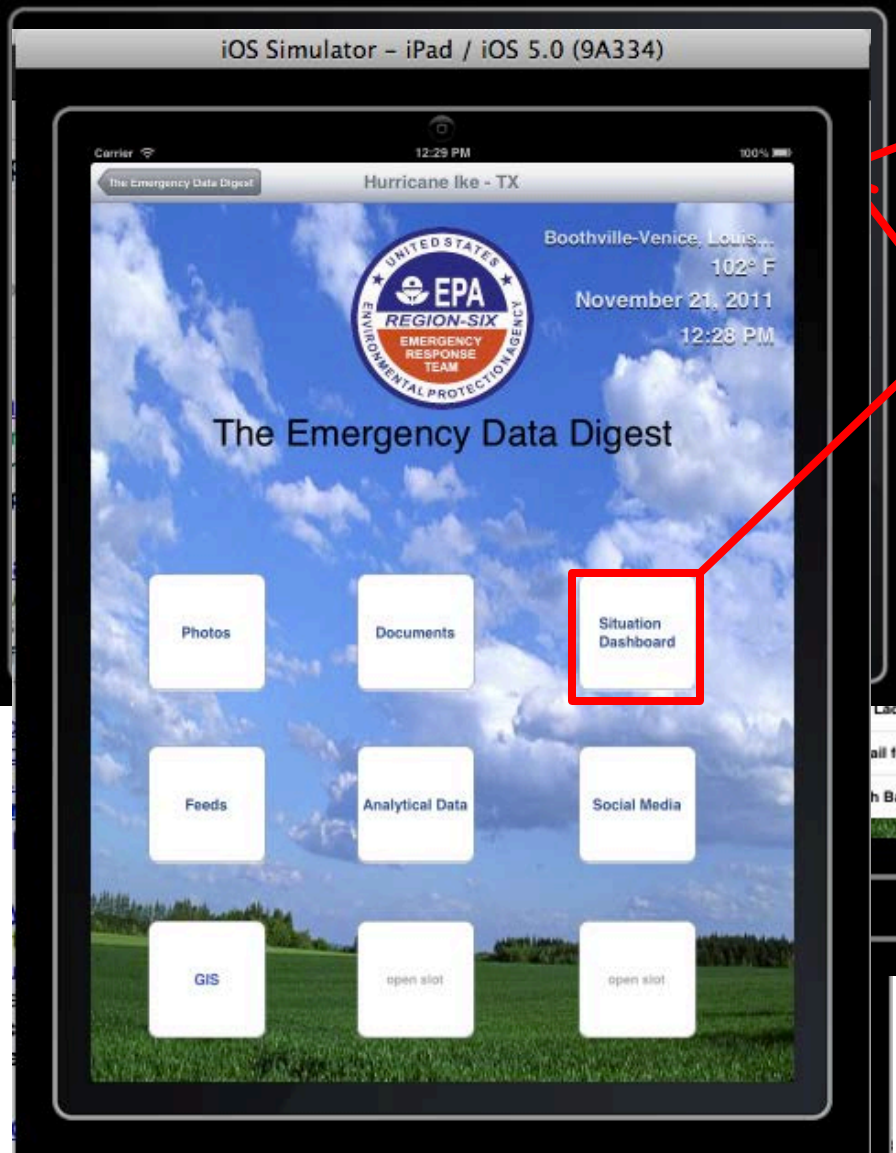 iOS Simulator – iPad / iOS 5.0 (9A334)
Carrier
12:29 PM
100%
The Emergency Data Digest
Hurricane Ike - TX
Boothville-Venice, Louis...
102° F
November 21, 2011
12:28 PM
UNITED STATES
ENVIRONMENTAL PROTECTION AGENCY
EPA
REGION-SIX
EMERGENCY
RESPONSE
TEAM
The Emergency Data Digest
Photos
Documents
Situation
Dashboard
Feeds
Analytical Data
Social Media
GIS
open slot
open slot